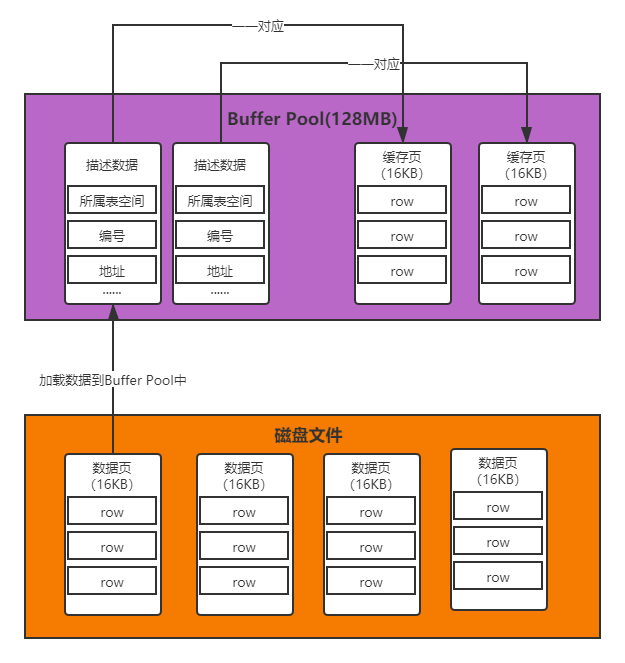 一一对应
一一对应
Buffer Pool(128MB)
描述数据
所属表空间
编号
地址
......
描述数据
所属表空间
编号
地址
......
缓存页
（16KB）
row
row
row
缓存页
（16KB）
row
row
row
加载数据到Buffer Pool中
磁盘文件
数据页
（16KB）
row
row
row
数据页
（16KB）
row
row
row
数据页
（16KB）
row
row
row
数据页
（16KB）
row
row
row